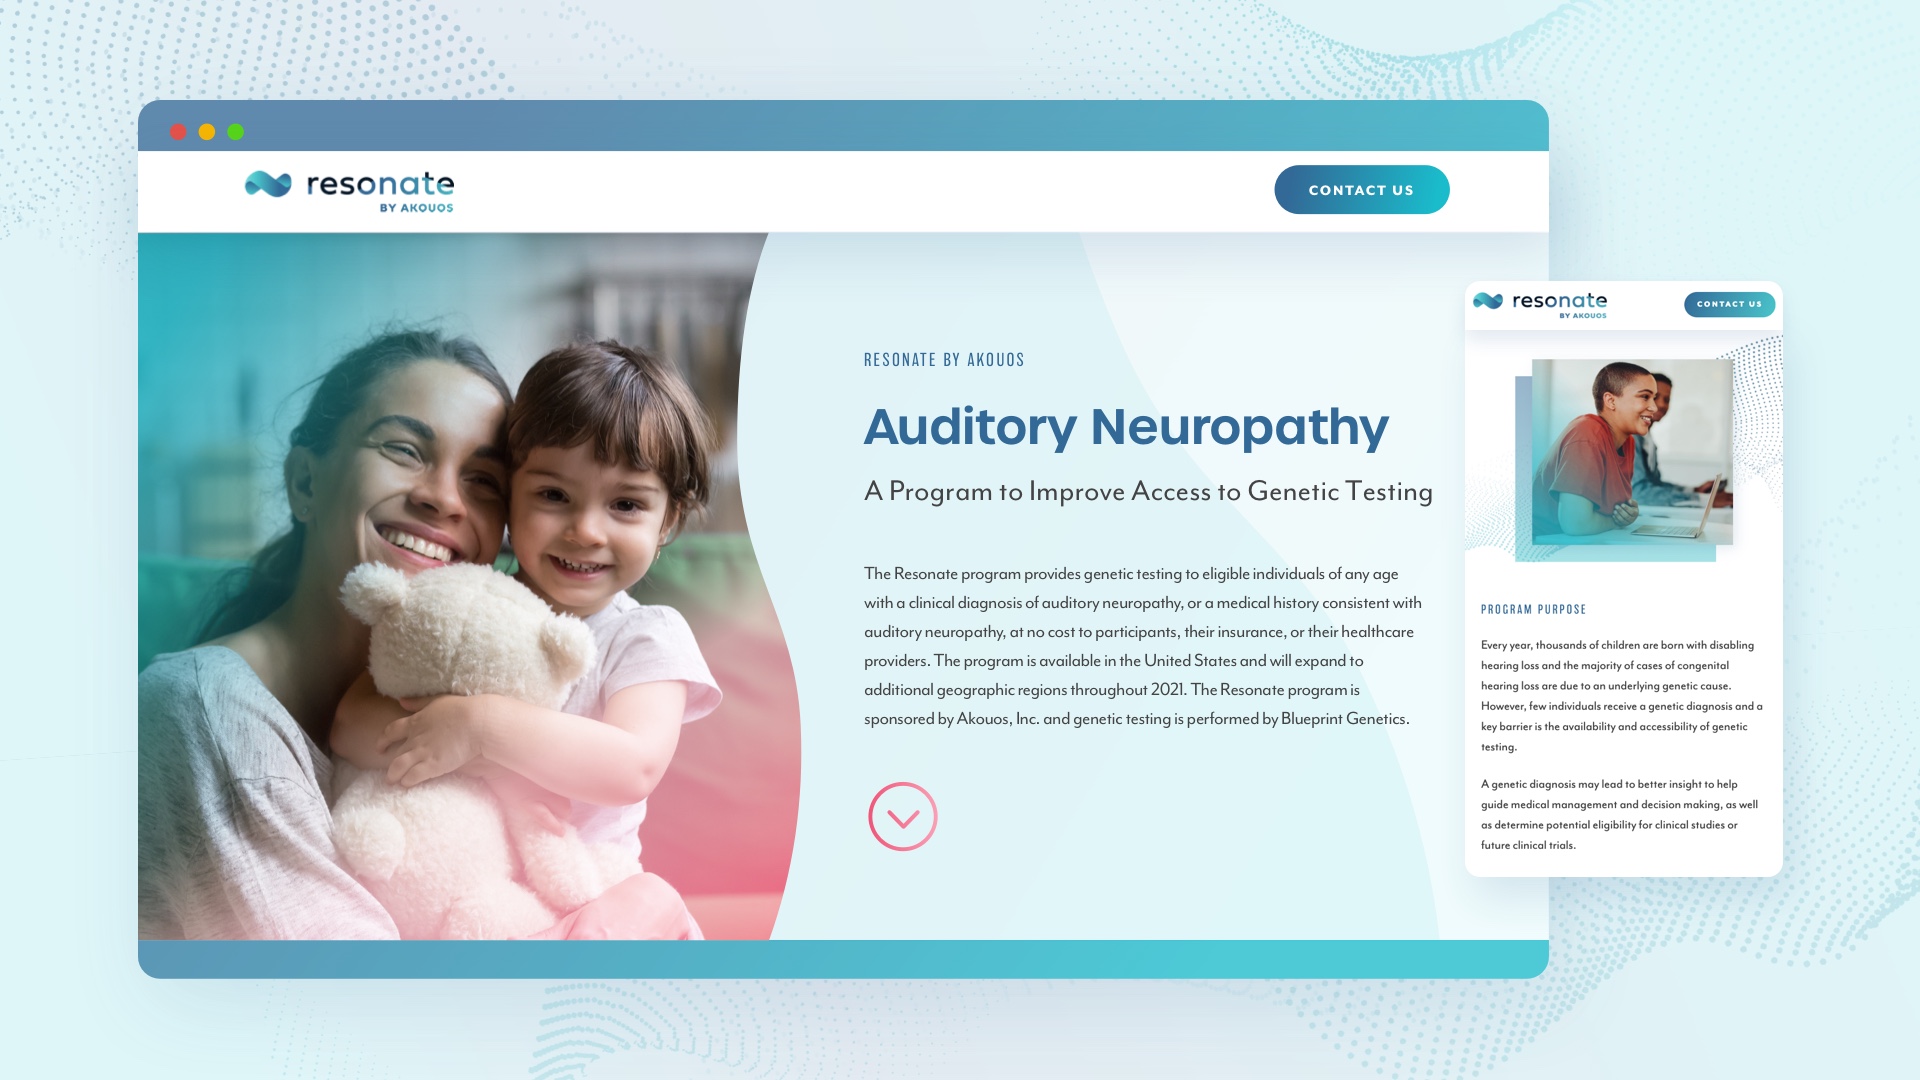 resonate
BY AKOUOS
CONTACT US
RESONATE BY AKOUOS
Auditory Neuropathy
A Program to Improve Access to Genetic Testing
The Resonate program provides genetic testing to eligible individuals of any age
with a clinical diagnosis of auditory neuropathy, or a medical history consistent with
auditory neuropathy, at no cost to participants, their insurance, or their healthcare
providers. The program is available in the United States and will expand to
additional geographic regions throughout 2021. The Resonate program is
sponsored by Akouos, Inc. and genetic testing is performed by Blueprint Genetics.
resonate
BY AKOUOS
CONTACT US
PROGRAM PURPOSE
Every year, thousands of children are born with disabling
hearing loss and the majority of cases of congenital
hearing loss are due to an underlying genetic cause.
However, few individuals receive a genetic diagnosis and a
key barrier is the availability and accessibility of genetic
testing.
A genetic diagnosis may lead to better insight to help
guide medical management and decision making, as well
as determine potential eligibility for clinical studies or
future clinical trials.